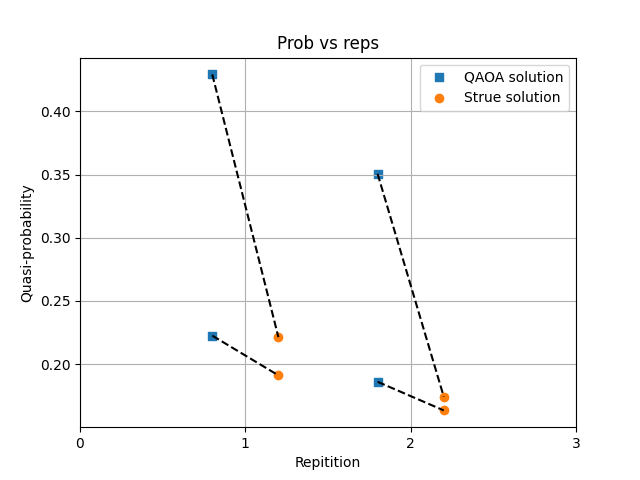 Prob vs reps
QAOA solution
Strue solution
Quasi-probability
0.40
0.35
0.30
0.25
0.20
0
1
2
3
Repitition